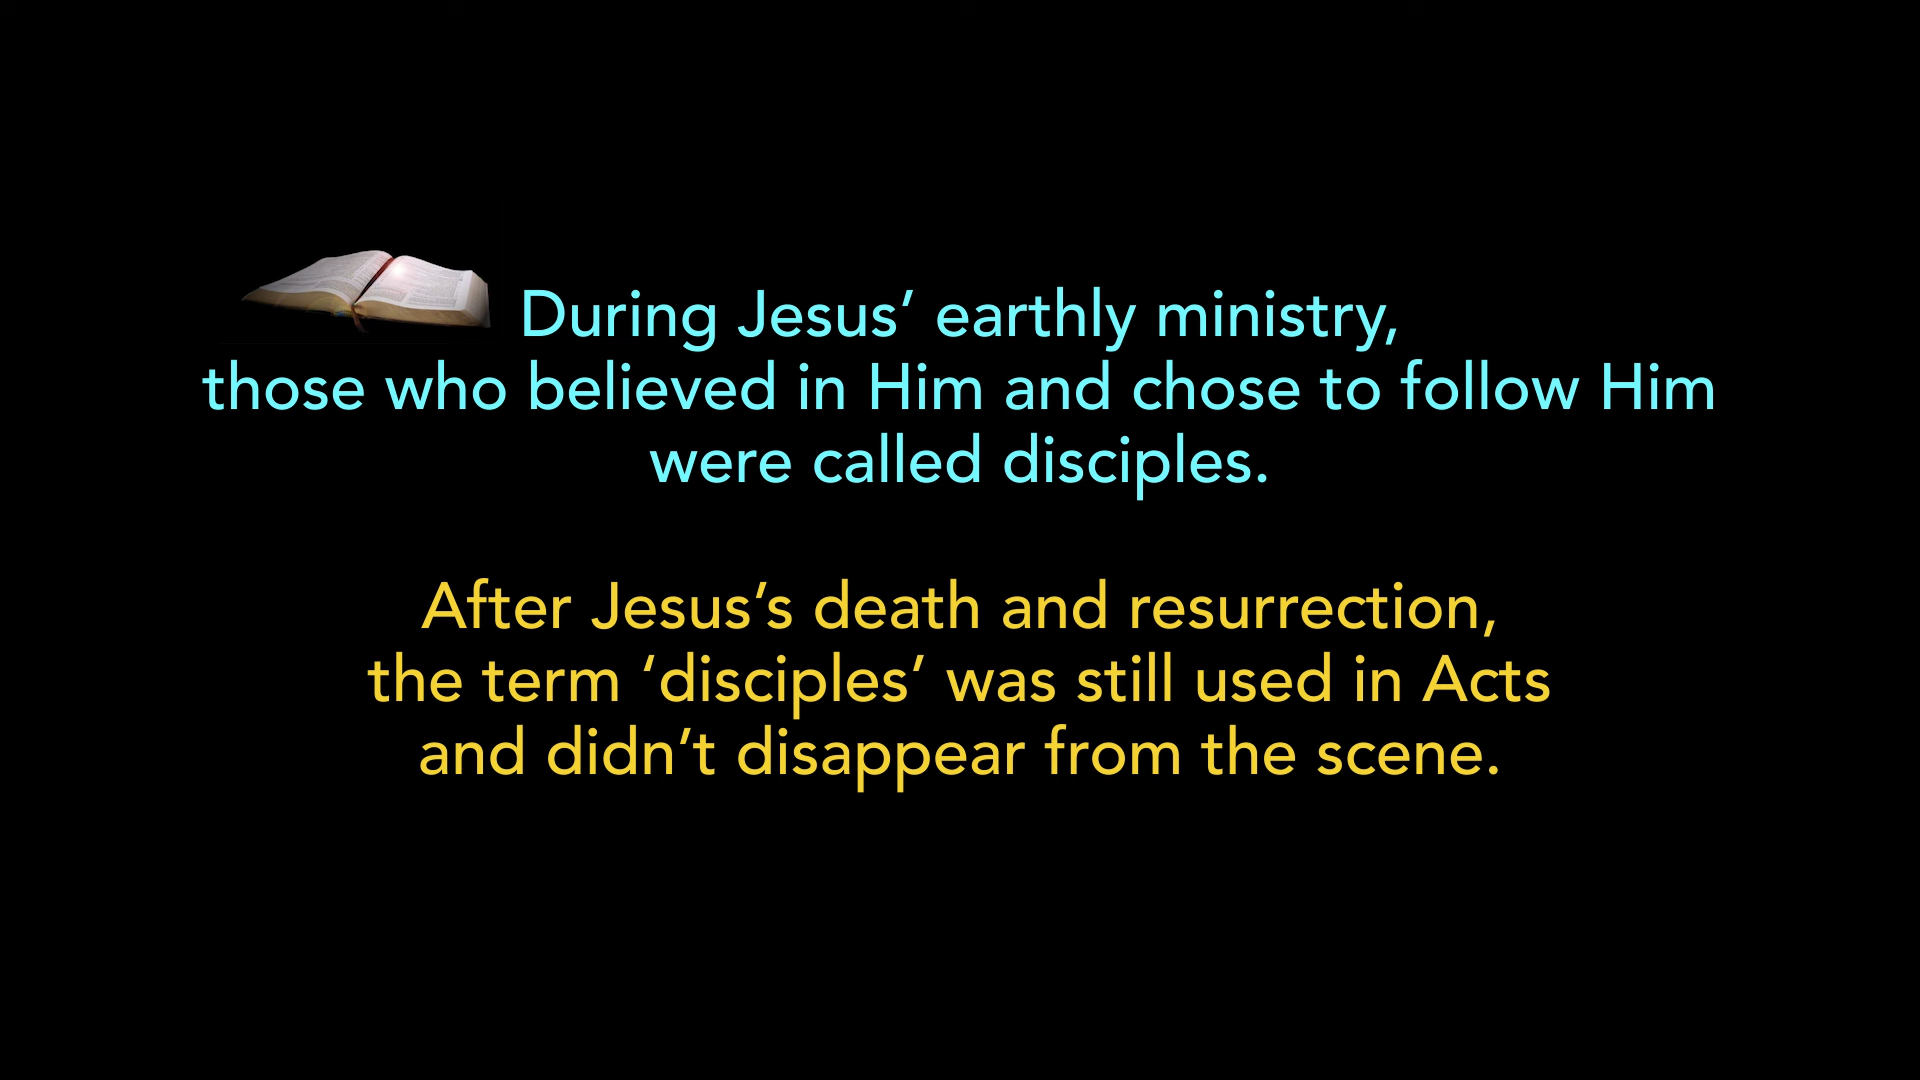 During Jesus’ earthly ministry,
those who believed in Him and chose to follow Him
were called disciples.
After Jesus’s death and resurrection,
the term ‘disciples’ was still used in Acts
and didn’t disappear from the scene.